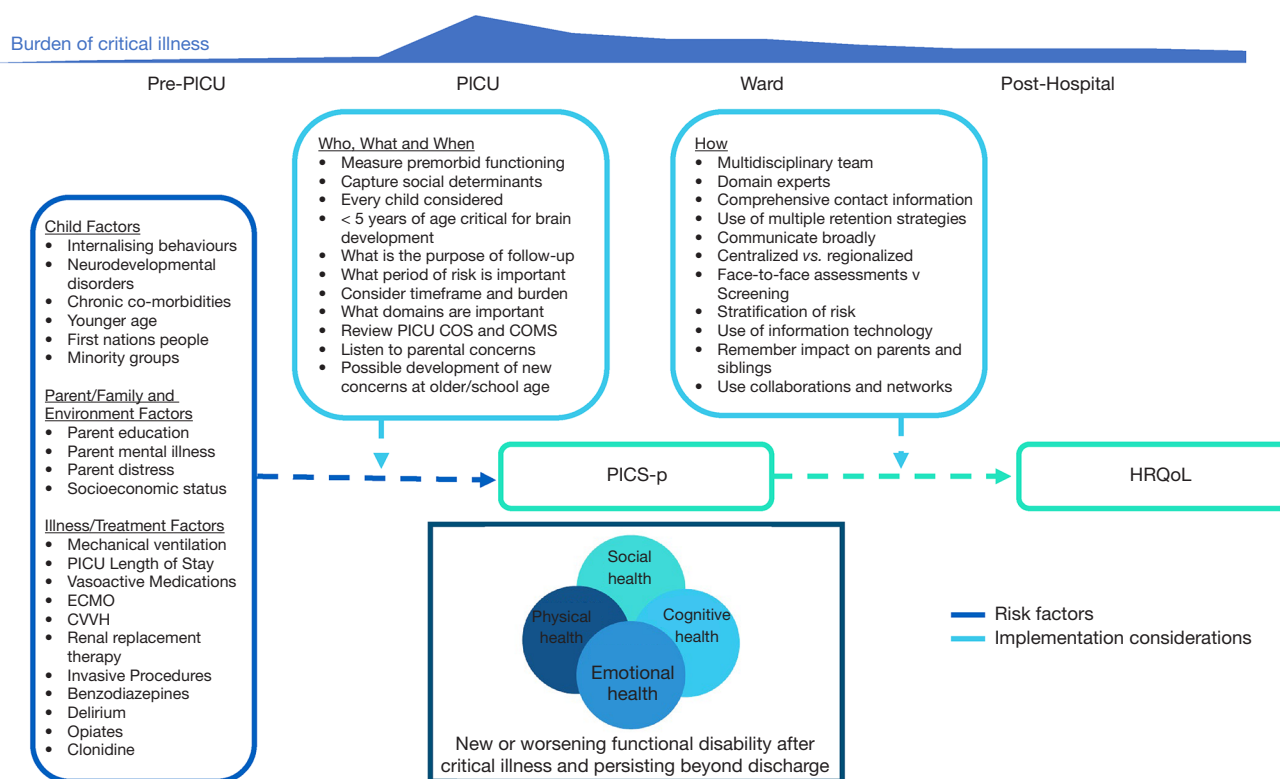 Burden of critical illness
Pre-PICU
PICU
Ward
Post-Hospital
Child Factors
• Internalising behaviours
• Neurodevelopmental
disorders
• Chronic co-morbidities
• Younger age
• First nations people
• Minority groups
Parent/Family and
Environment Factors
• Parent education
• Parent mental illness
• Parent distress
• Socioeconomic status
Illness/Treatment Factors
• Mechanical ventilation
• PICU Length of Stay
• Vasoactive Medications
• ECMO
• CVVH
• Renal replacement
therapy
• Invasive Procedures
• Benzodiazepines
• Delirium
• Opiates
• Clonidine
Who, What and When
• Measure premorbid functioning
• Capture social determinants
• Every child considered
• < 5 years of age critical for brain
development
• What is the purpose of follow-up
• What period of risk is important
• Consider timeframe and burden
• What domains are important
• Review PICU COS and COMS
• Listen to parental concerns
• Possible development of new
concerns at older/school age
How
• Multidisciplinary team
• Domain experts
• Comprehensive contact information
• Use of multiple retention strategies
• Communicate broadly
• Centralized vs. regionalized
• Face-to-face assessments v
Screening
• Stratification of risk
• Use of information technology
• Remember impact on parents and
siblings
• Use collaborations and networks
PICS-p
HRQoL
Social
health
Physical
health
Cognitive
health
Emotional
health
New or worsening functional disability after
critical illness and persisting beyond discharge
Risk factors
Implementation considerations